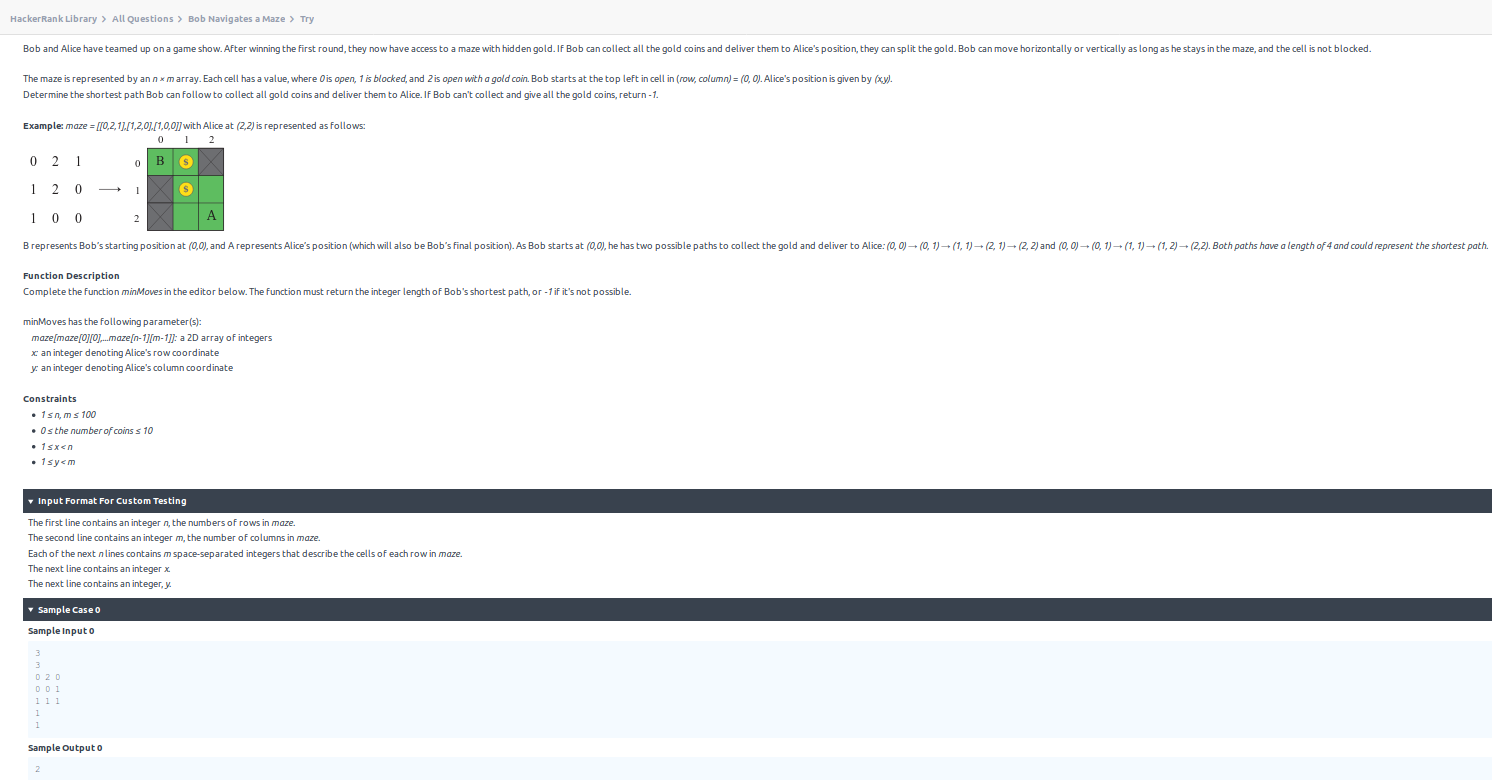 HackerRank Library > All Questions > Bob Navigates a Maze > Try
Bob and Alice have teamed up on a game show. After winning the first round, they now have access to a maze with hidden gold. If Bob can collect all the gold coins and deliver them to Alice's position, they can split the gold. Bob can move horizontally or vertically as long as he stays in the maze, and the cell is not blocked.
The maze is represented by an n × m array. Each cell has a value, where 0 is open, 1 is blocked, and 2 is open with a gold coin. Bob starts at the top left in cell in (row, column) = (0, 0). Alice's position is given by (x,y).
Determine the shortest path Bob can follow to collect all gold coins and deliver them to Alice. If Bob can't collect and give all the gold coins, return -1.
Example: maze = [[0,2,1],[1,2,0],[1,0,0]] with Alice at (2,2) is represented as follows:
0 1 2
0 2 1 0 B $
1 2 0 → 1 $
1 0 0 2 A
B represents Bob's starting position at (0,0), and A represents Alice's position (which will also be Bob's final position). As Bob starts at (0,0), he has two possible paths to collect the gold and deliver to Alice: (0, 0) → (0, 1) → (1, 1) → (2, 1) → (2, 2) and (0, 0) → (0, 1) → (1, 1) → (1, 2) → (2,2). Both paths have a length of 4 and could represent the shortest path.
Function Description
Complete the function minMoves in the editor below. The function must return the integer length of Bob's shortest path, or -1 if it's not possible.
minMoves has the following parameter(s):
maze[maze[0][0],...maze[n-1][m-1]]: a 2D array of integers
x: an integer denoting Alice's row coordinate
y: an integer denoting Alice's column coordinate
Constraints
• 1 ≤ n, m ≤ 100
• 0 ≤ the number of coins ≤ 10
• 1 ≤ x < n
• 1 ≤ y < m
▼ Input Format For Custom Testing
The first line contains an integer n, the numbers of rows in maze.
The second line contains an integer m, the number of columns in maze.
Each of the next n lines contains m space-separated integers that describe the cells of each row in maze.
The next line contains an integer x.
The next line contains an integer, y.
▼ Sample Case 0
Sample Input 0
3
3
0 2 0
0 0 1
1 1 1
1
1
Sample Output 0
2